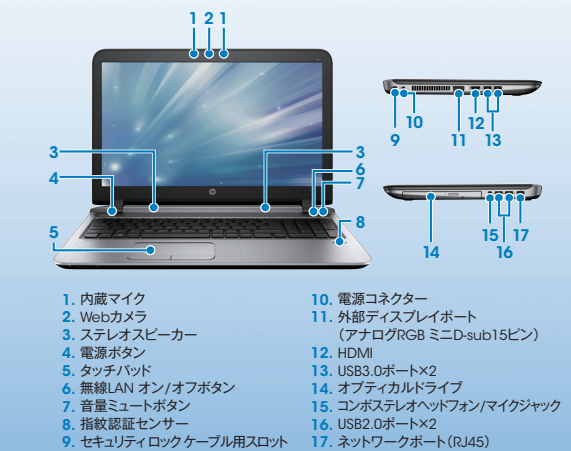 1 2 1
3
3
4
6
7
5
8
hp
9
10
11
12
13
14
15
16
17
1. 内蔵マイク
2. Webカメラ
3. ステレオスピーカー
4. 電源ボタン
5. タッチパッド
6. 無線LAN オン/オフボタン
7. 音量ミュートボタン
8. 指紋認証センサー
9. セキュリティロックケーブル用スロット
10. 電源コネクター
11. 外部ディスプレイポート
（アナログRGB ミニD-sub15ピン）
12. HDMI
13. USB3.0ポート×2
14. オプティカルドライブ
15. コンボステレオヘッドフォン/マイクジャック
16. USB2.0ポート×2
17. ネットワークポート（RJ45）